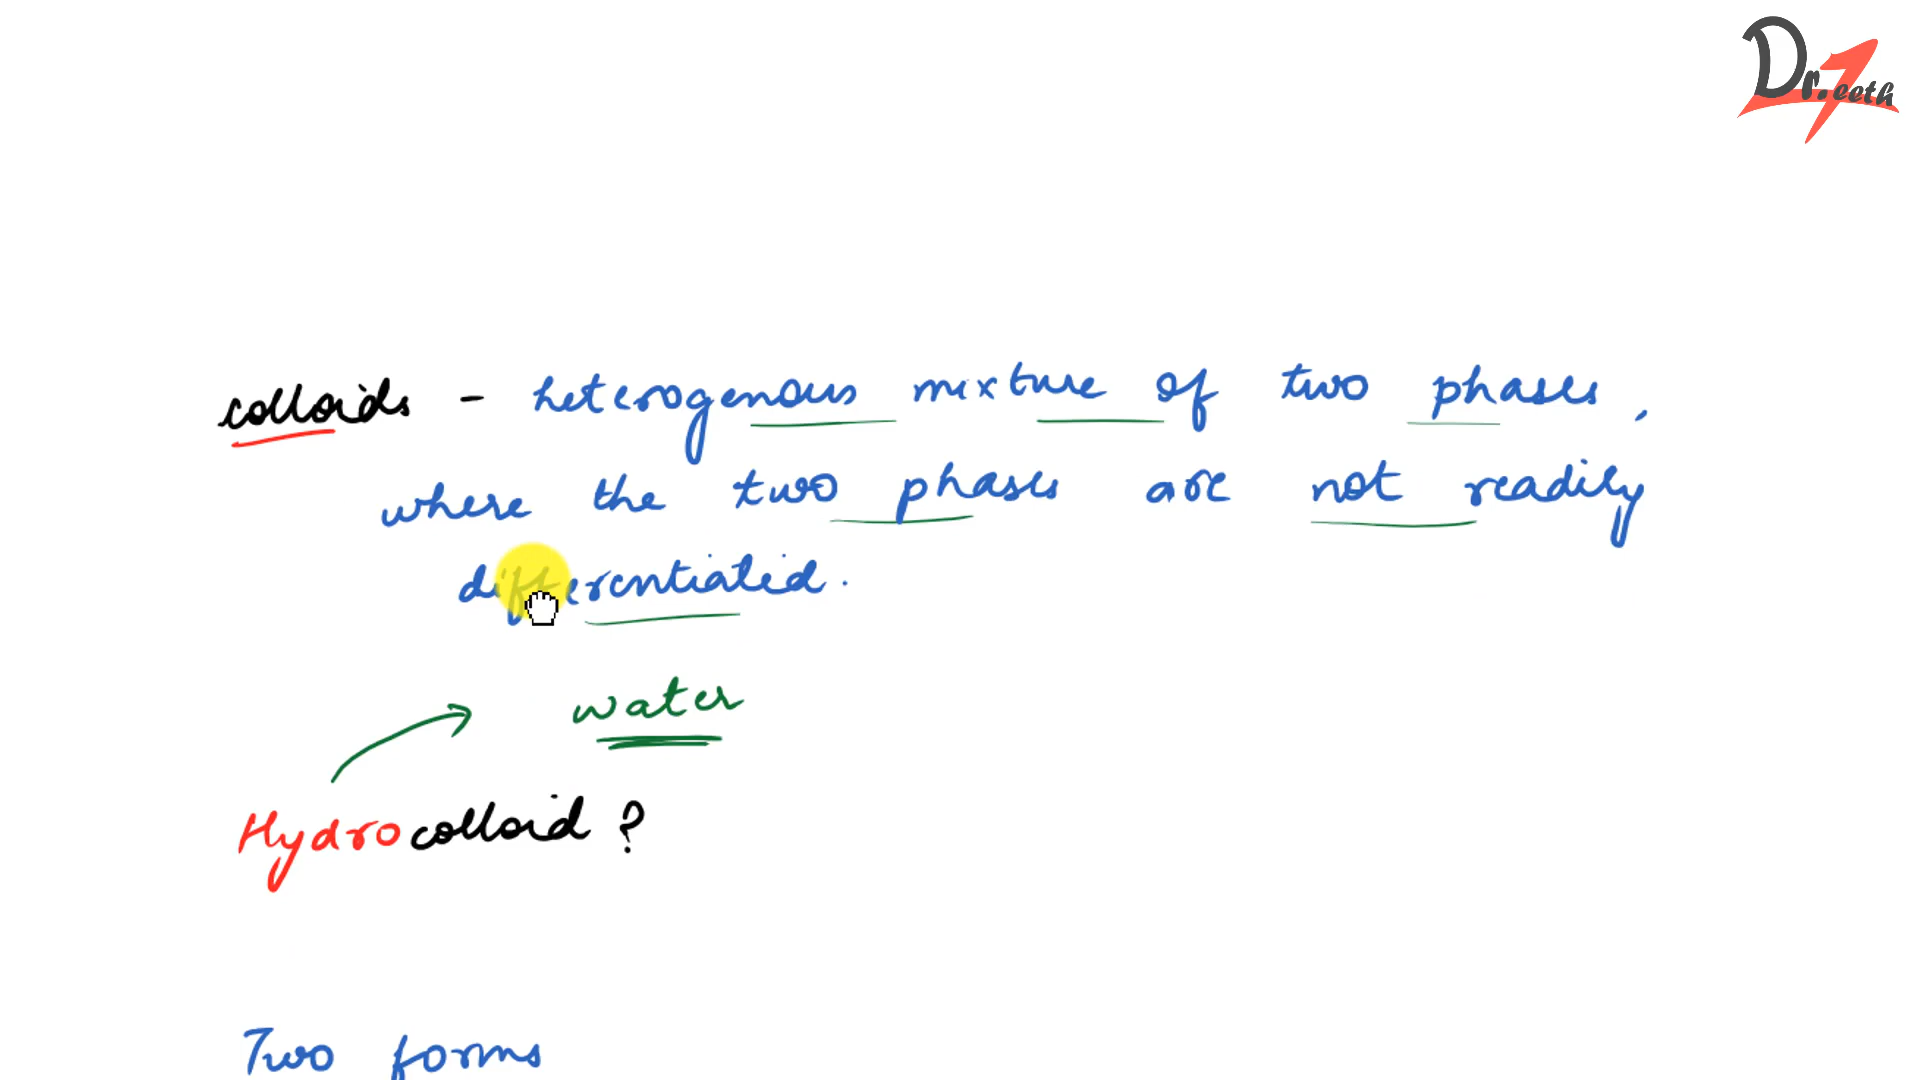 Dr.Teeth
colloids - heterogenous mixture of two phases,
where the two phases are not readily
differentiated.
water
Hydrocolloid ?
Two forms